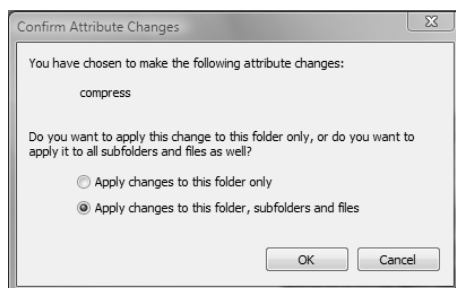 Confirm Attribute Changes
You have chosen to make the following attribute changes:
compress
Do you want to apply this change to this folder only, or do you want to
apply it to all subfolders and files as well?
Apply changes to this folder only
Apply changes to this folder, subfolders and files
OK Cancel